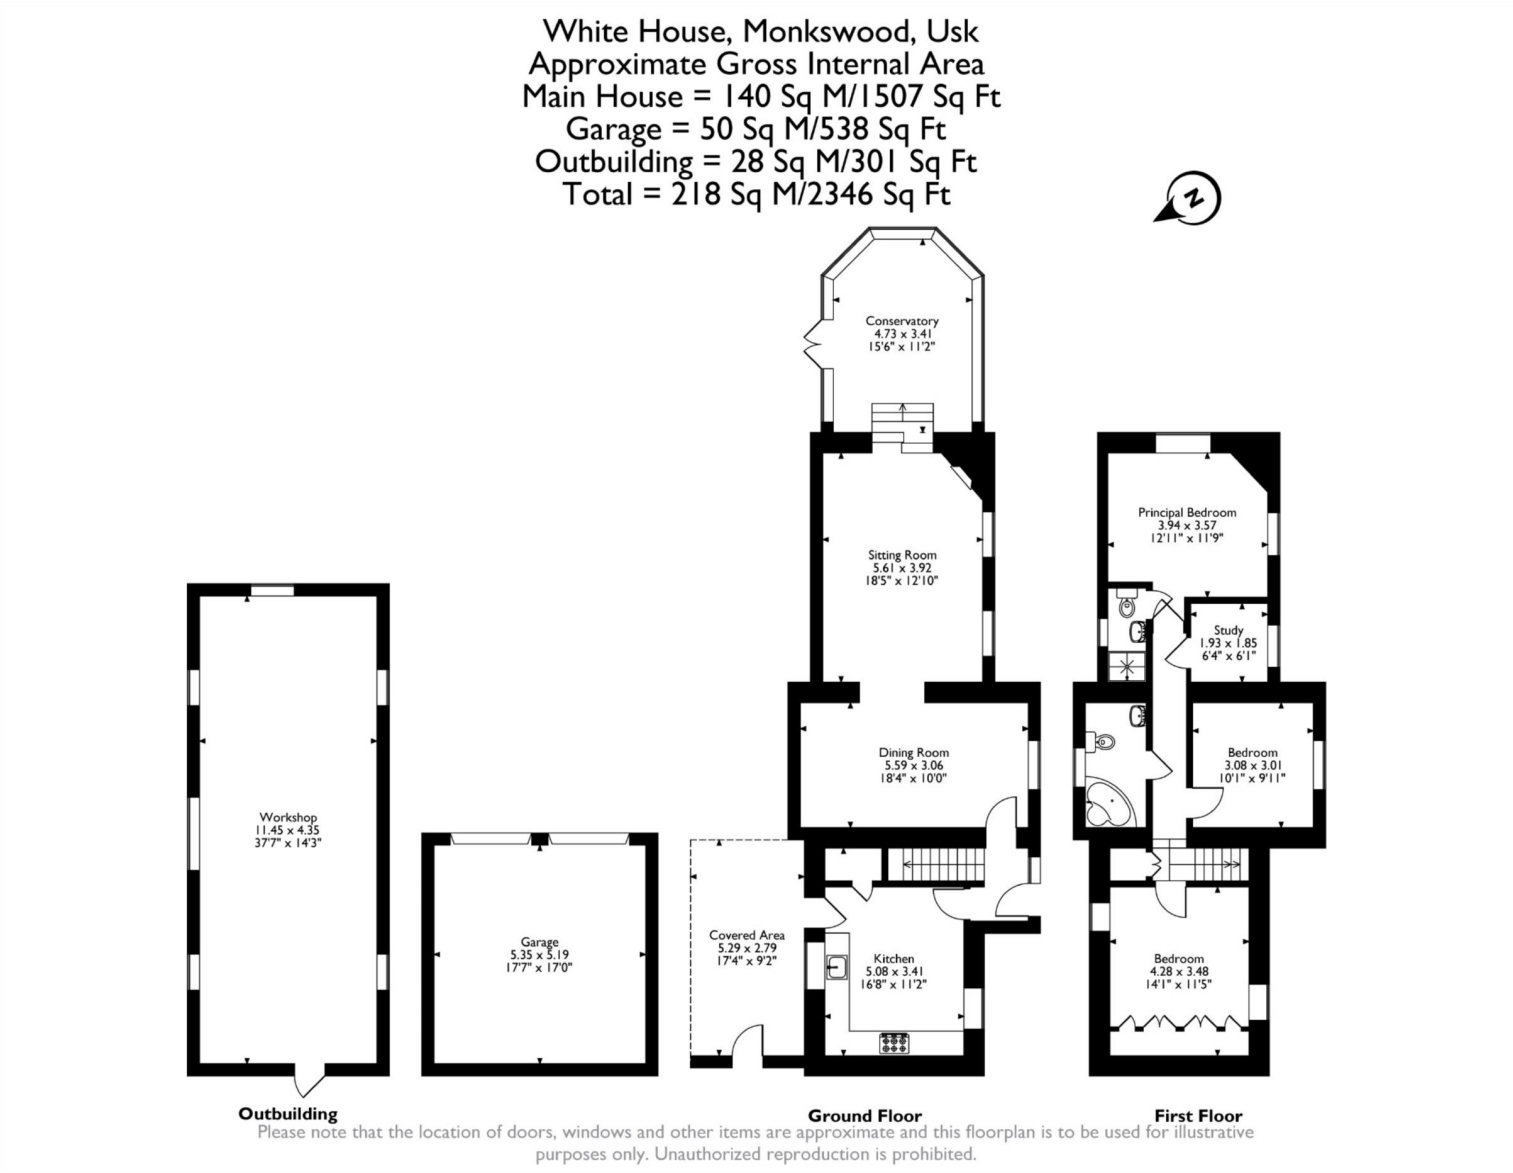 White House, Monkswood, Usk
Approximate Gross Internal Area
Main House = 140 Sq M/1507 Sq Ft
Garage = 50 Sq M/538 Sq Ft
Outbuilding = 28 Sq M/301 Sq Ft
Total = 218 Sq M/2346 Sq Ft
N
Conservatory
4.73 x 3.41
15'6" x 11'2"
Sitting Room
5.61 x 3.92
18'5" x 12'10"
Principal Bedroom
3.94 x 3.57
12'11" x 11'9"
Study
1.93 x 1.85
6'4" x 6'1"
Dining Room
5.59 x 3.06
18'4" x 10'0"
Bedroom
3.08 x 3.01
10'1" x 9'11"
Workshop
11.45 x 4.35
37'7" x 14'3"
Garage
5.35 x 5.19
17'7" x 17'0"
Covered Area
5.29 x 2.79
17'4" x 9'2"
Kitchen
5.08 x 3.41
16'8" x 11'2"
Bedroom
4.28 x 3.48
14'1" x 11'5"
Outbuilding
Ground Floor
First Floor
Please note that the location of doors, windows and other items are approximate and this floorplan is to be used for illustrative
purposes only. Unauthorized reproduction is prohibited.